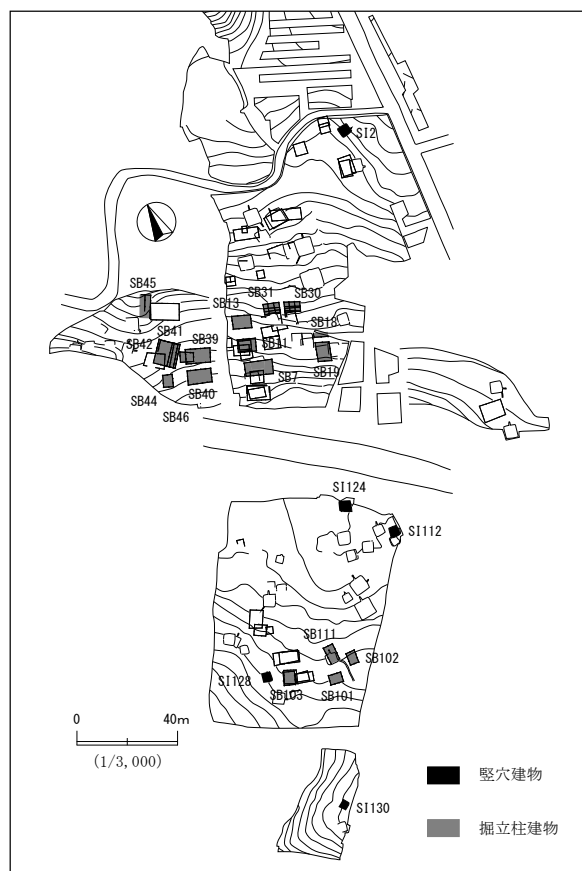 SI2
SB45
SB31
SB30
SB13
SB18
SB41
SB42
SB39
SB11
SB7
SB19
SB44
SB40
SB46
SI124
SI112
SB111
SB102
SI128
SB103
SB101
0
40m
(1/3,000)
竪穴建物
SI130
掘立柱建物